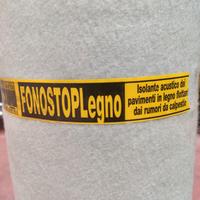 FONOSTOPLegno
Isolante acustico dei
pavimenti in legno flottanti
dai rumori da calpestio